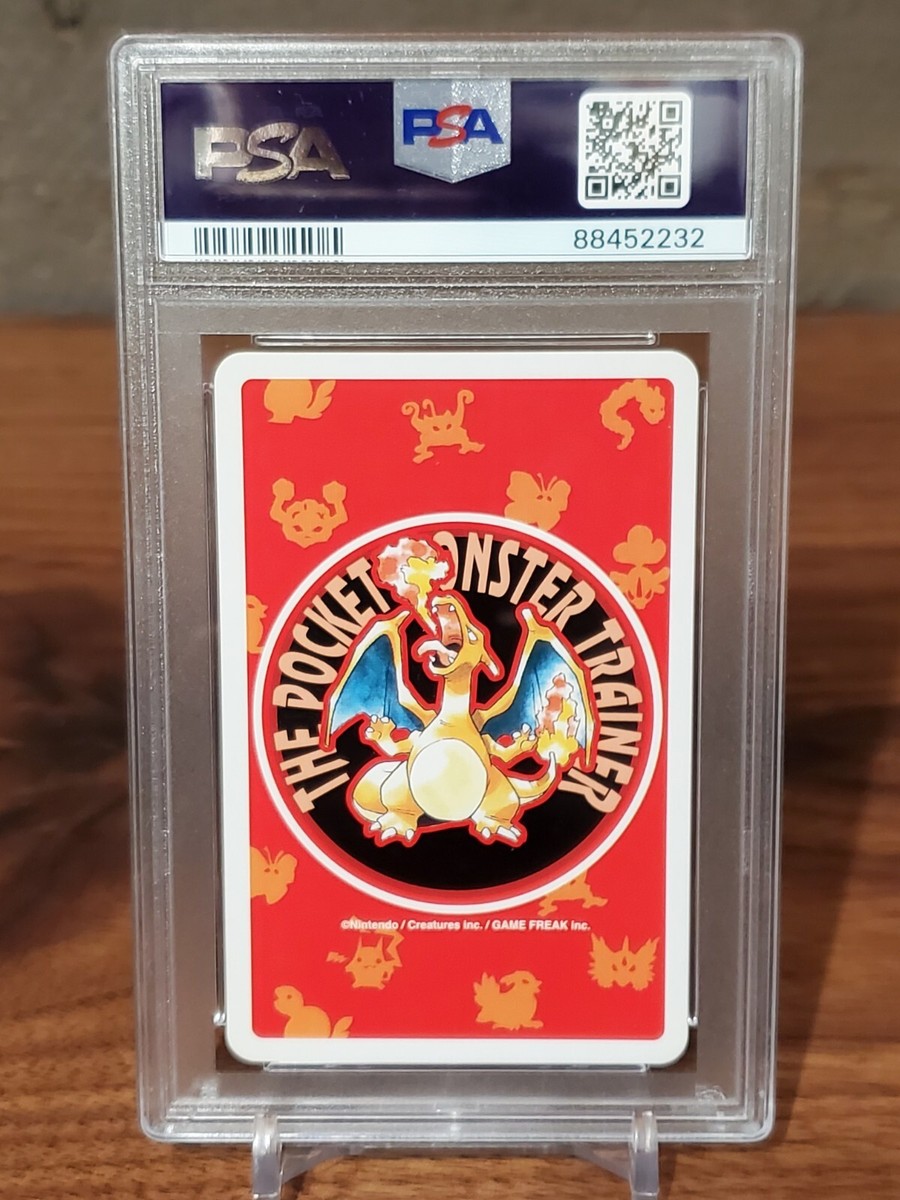 PSA
PSA
88452232
THE POCKET MONSTER TRAINER
©Nintendo / Creatures inc. / GAME FREAK inc.